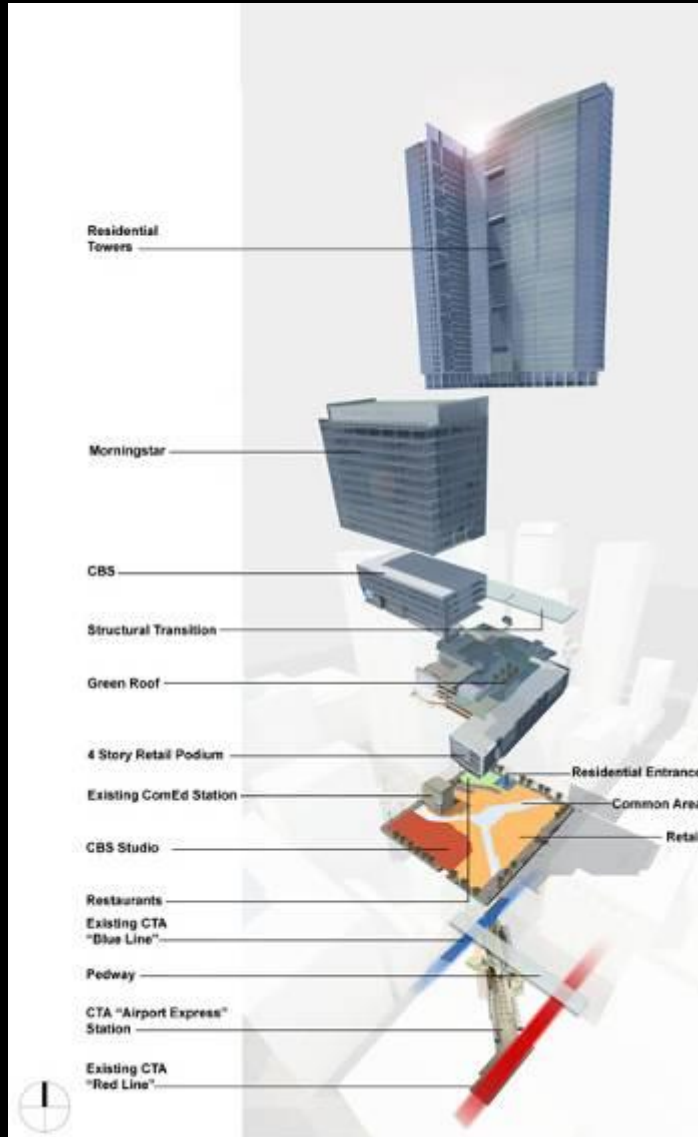 Residential
Towers
Morningstar
CBS
Structural Transition
Green Roof
4 Story Retail Podium
Residential Entrance
Existing ComEd Station
Common Area
CBS Studio
Retai
Restaurants
Existing CTA
"Blue Line"
Pedway
CTA "Airport Express"
Station
Existing CTA
"Red Line"